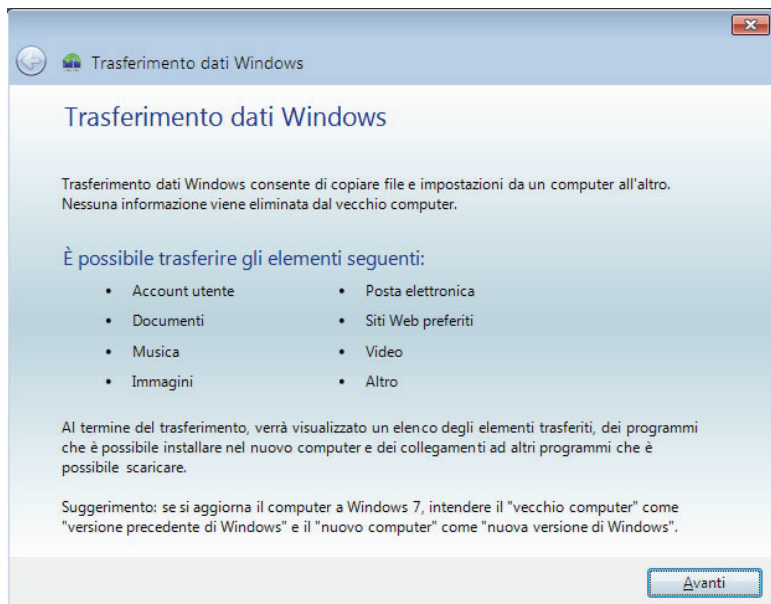 Trasferimento dati Windows
Trasferimento dati Windows
Trasferimento dati Windows consente di copiare file e impostazioni da un computer all'altro.
Nessuna informazione viene eliminata dal vecchio computer.
È possibile trasferire gli elementi seguenti:
• Account utente
• Documenti
• Musica
• Immagini
• Posta elettronica
• Siti Web preferiti
• Video
• Altro
Al termine del trasferimento, verrà visualizzato un elenco degli elementi trasferiti, dei programmi
che è possibile installare nel nuovo computer e dei collegamenti ad altri programmi che è
possibile scaricare.
Suggerimento: se si aggiorna il computer a Windows 7, intendere il "vecchio computer" come
"versione precedente di Windows" e il "nuovo computer" come "nuova versione di Windows".
Avanti